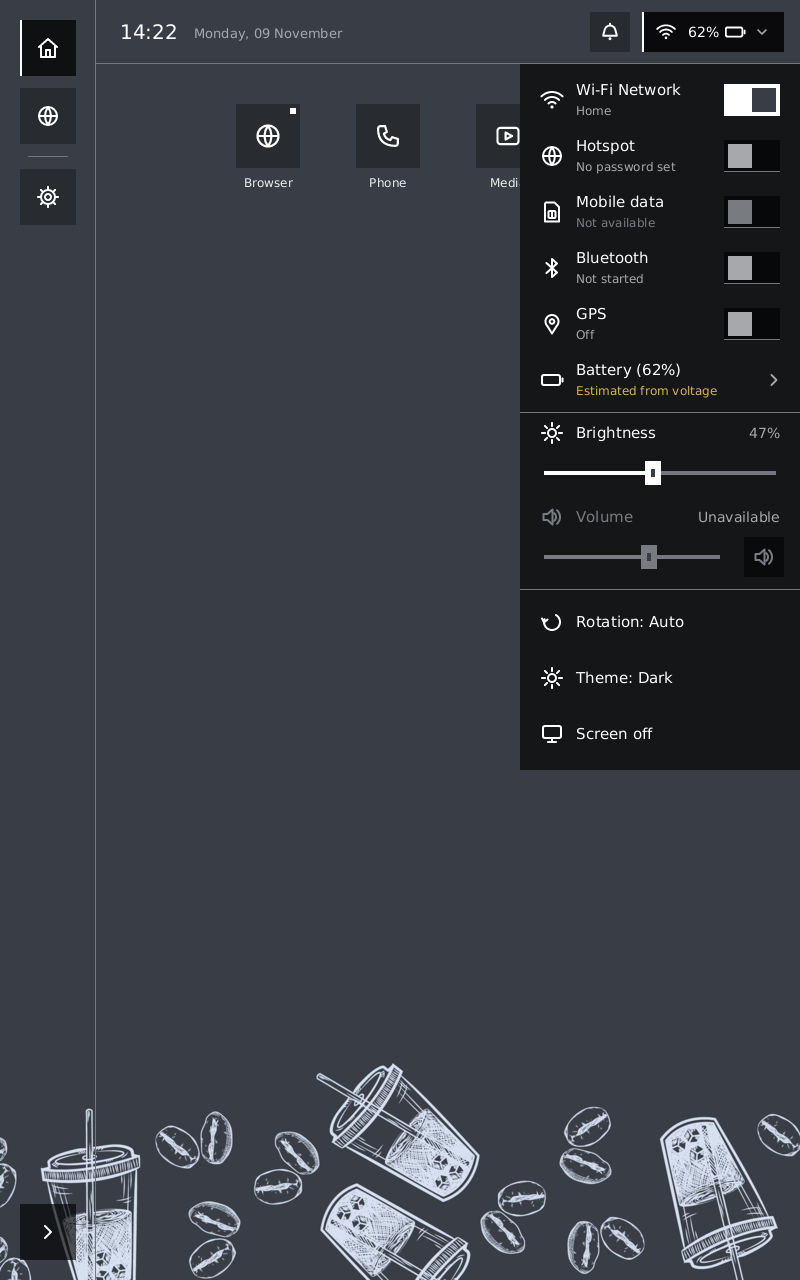 14:22 Monday, 09 November
62%
Wi-Fi Network
Home
Hotspot
No password set
Mobile data
Not available
Bluetooth
Not started
GPS
Off
Battery (62%)
Estimated from voltage
Brightness 47%
Volume Unavailable
Rotation: Auto
Theme: Dark
Screen off
Browser
Phone
Medi